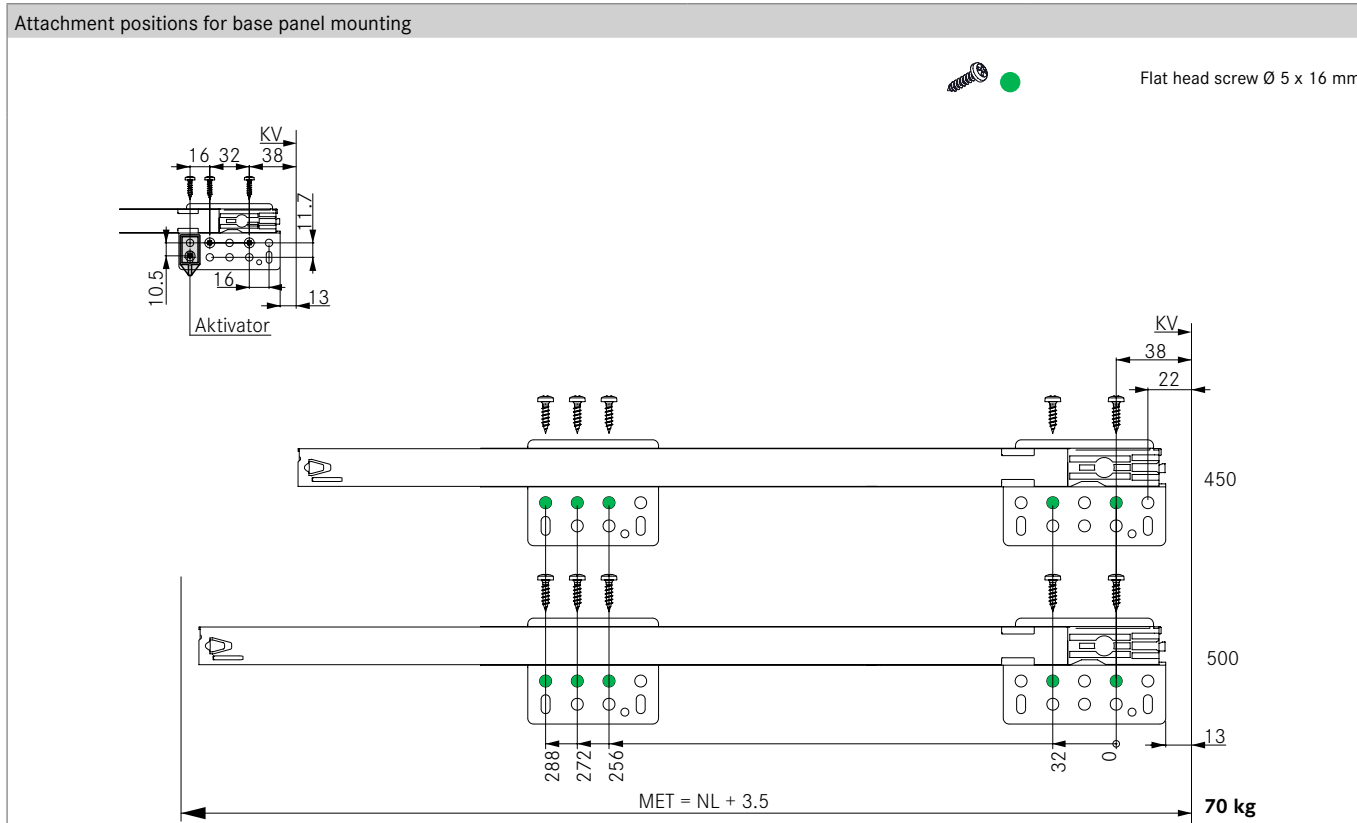 Attachment positions for base panel mounting
Flat head screw Ø 5 x 16 mm
KV
16 32 38
11.7
10.5
16
13
Aktivator
KV
38
22
450
500
288
272
256
32
0
13
MET = NL + 3.5
70 kg